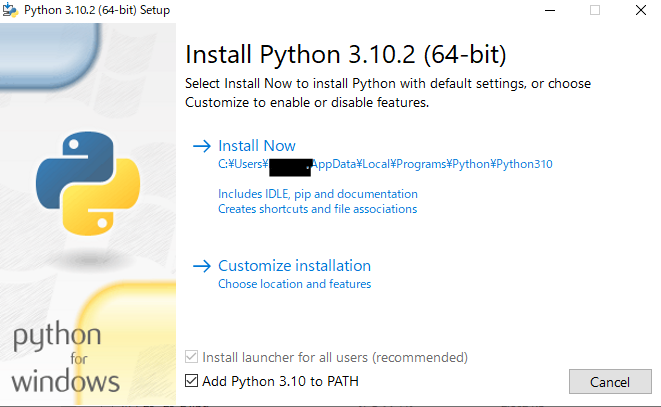 Python 3.10.2 (64-bit) Setup
Install Python 3.10.2 (64-bit)
Select Install Now to install Python with default settings, or choose
Customize to enable or disable features.
Install Now
C:¥Users¥ AppData¥Local¥Programs¥Python¥Python310
Includes IDLE, pip and documentation
Creates shortcuts and file associations
Customize installation
Choose location and features
python
for
windows
Install launcher for all users (recommended)
Add Python 3.10 to PATH
Cancel